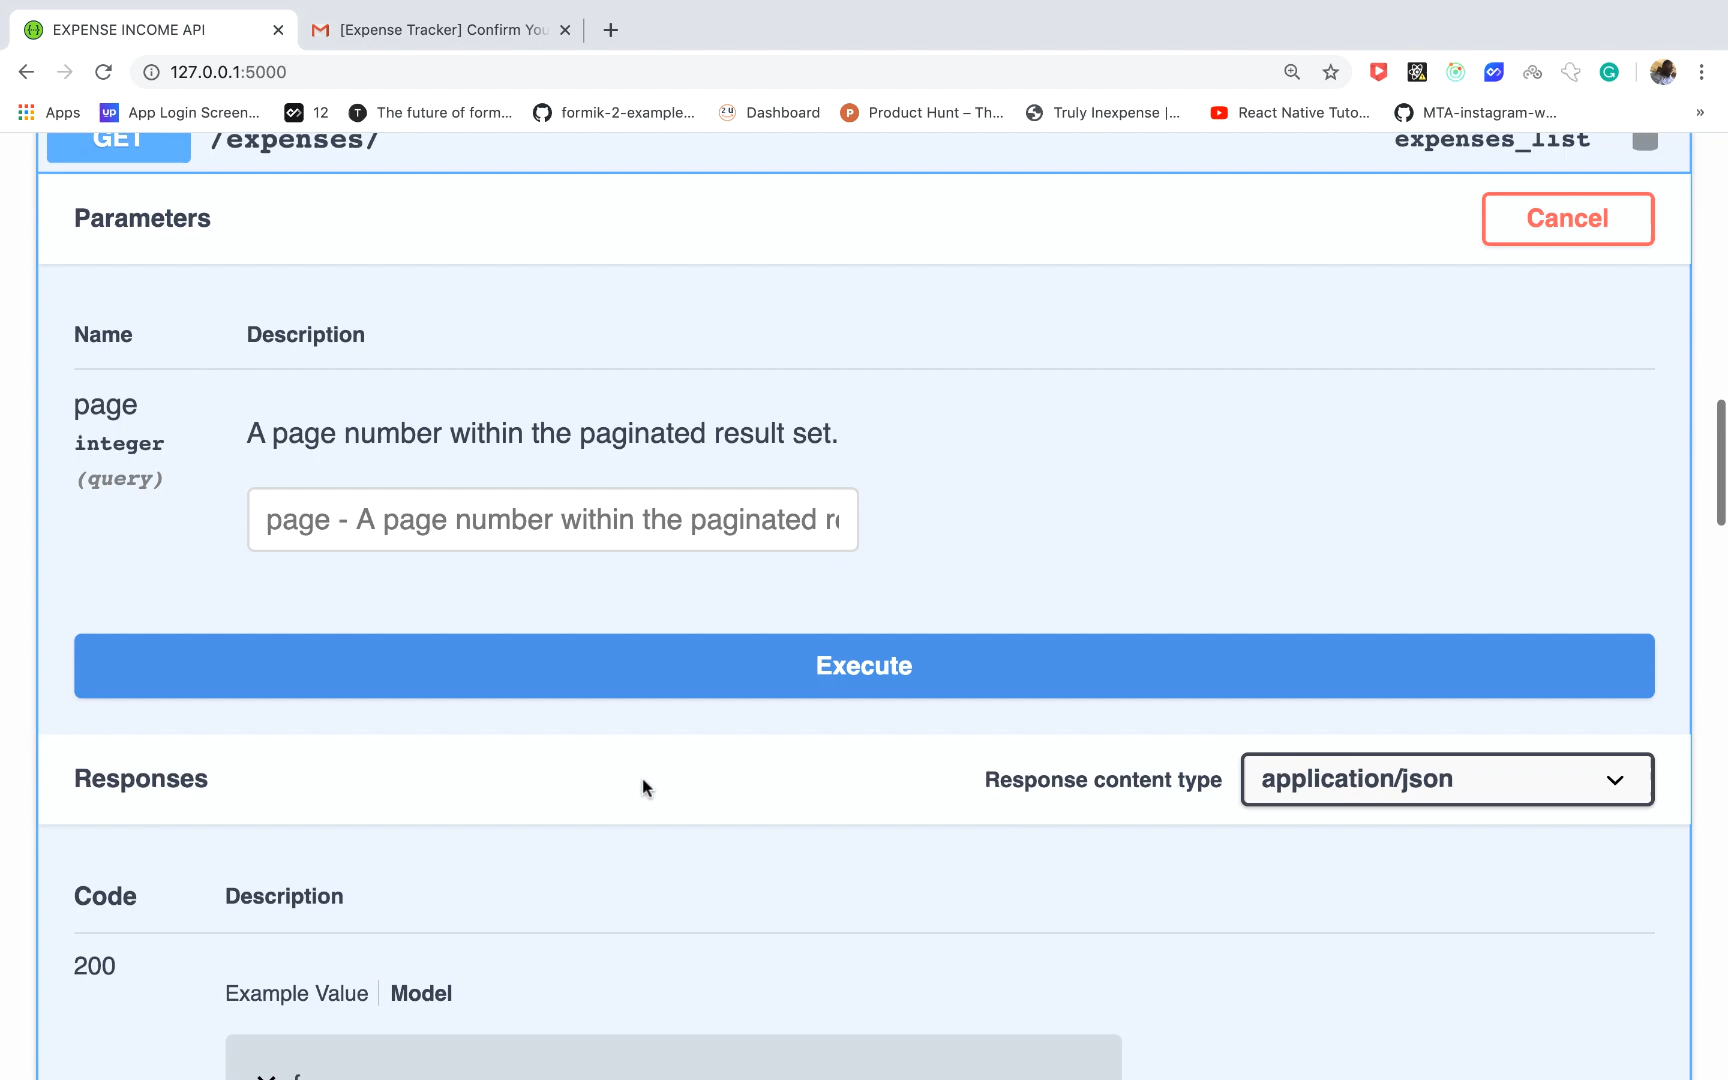 EXPENSE INCOME API
[Expense Tracker] Confirm You
127.0.0.1:5000
Apps
up
App Login Screen...
12
T
The future of form...
formik-2-example...
Dashboard
P
Product Hunt – Th...
Truly Inexpense |...
React Native Tuto...
MTA-instagram-w...
»
GET /expenses/ expenses_list
Parameters
Cancel
Name Description
page
integer
(query)
A page number within the paginated result set.
page - A page number within the paginated re
Execute
Responses
Response content type
application/json
Code Description
200
Example Value
Model